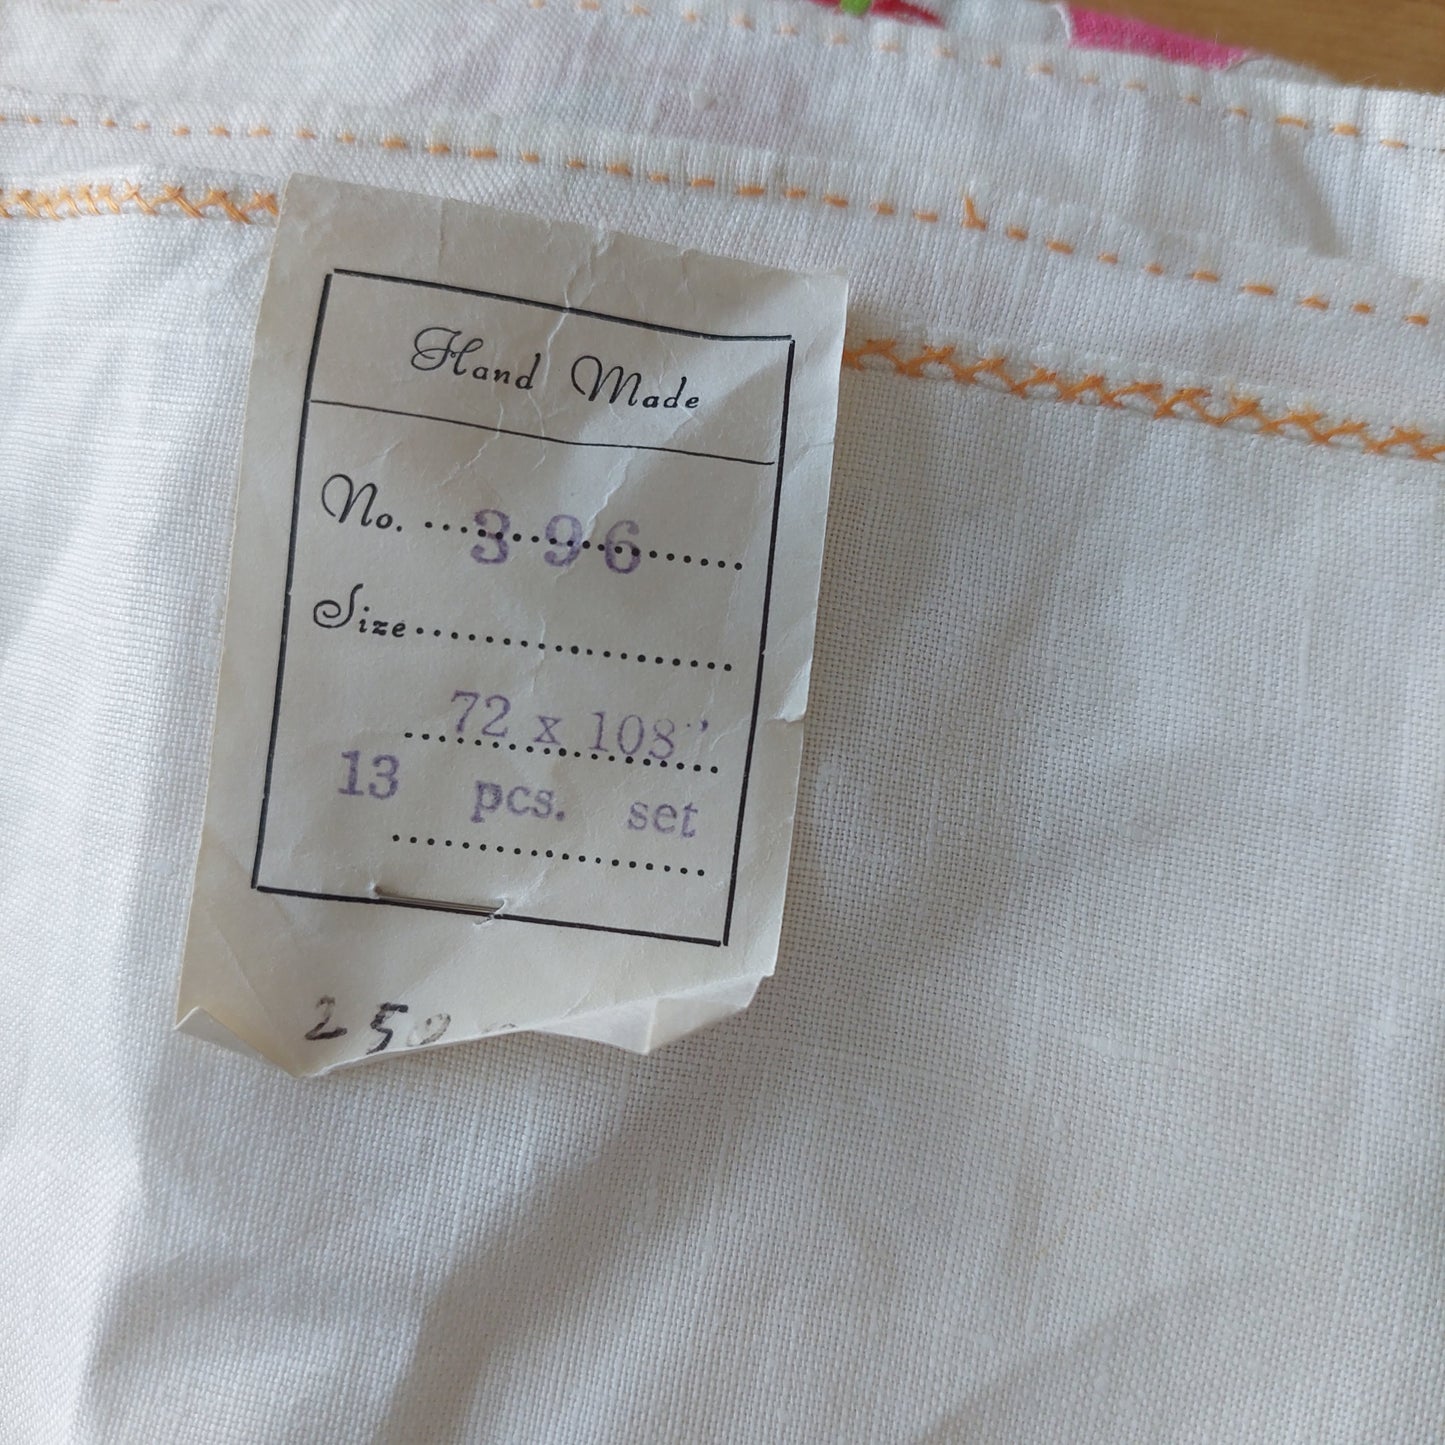 Hand Made
No. 396
Size
72 x 108"
13 pcs. set